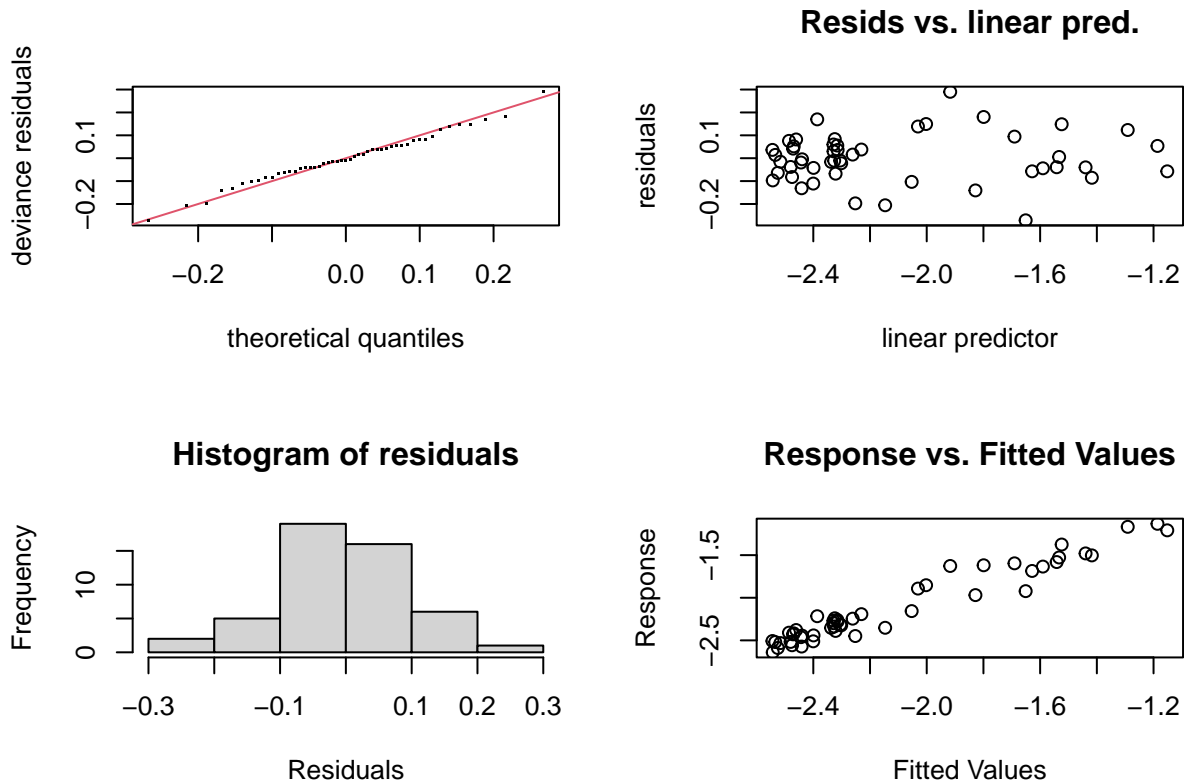 deviance residuals
−0.2 0.1
−0.2 0.0 0.1 0.2
theoretical quantiles
Resids vs. linear pred.
residuals
−0.2 0.1
−2.4 −2.0 −1.6 −1.2
linear predictor
Histogram of residuals
Frequency
0 10
−0.3 −0.1 0.1 0.3
Residuals
Response vs. Fitted Values
Response
−2.5 −1.5
−2.4 −2.0 −1.6 −1.2
Fitted Values